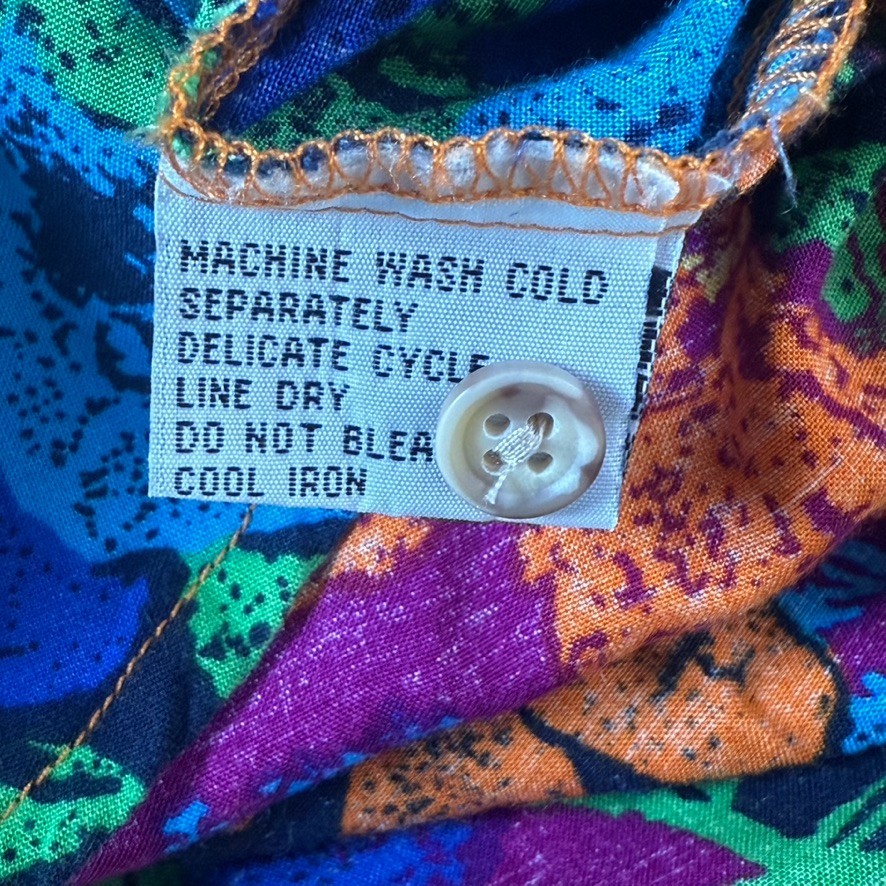 MACHINE WASH COLD
SEPARATELY
DELICATE CYCLE
LINE DRY
DO NOT BLEA
COOL IRON